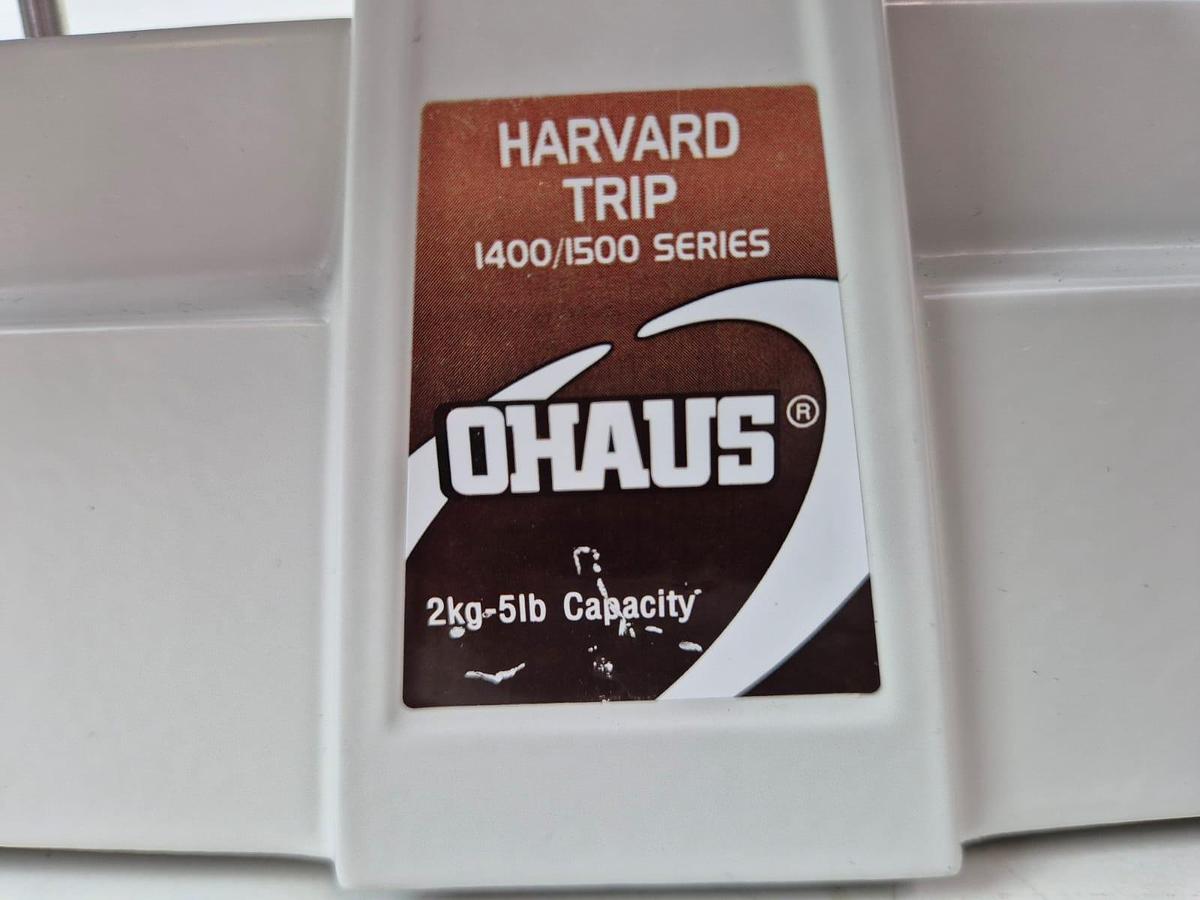 HARVARD
TRIP
1400/1500 SERIES
OHAUS®
2kg-5lb Capacity